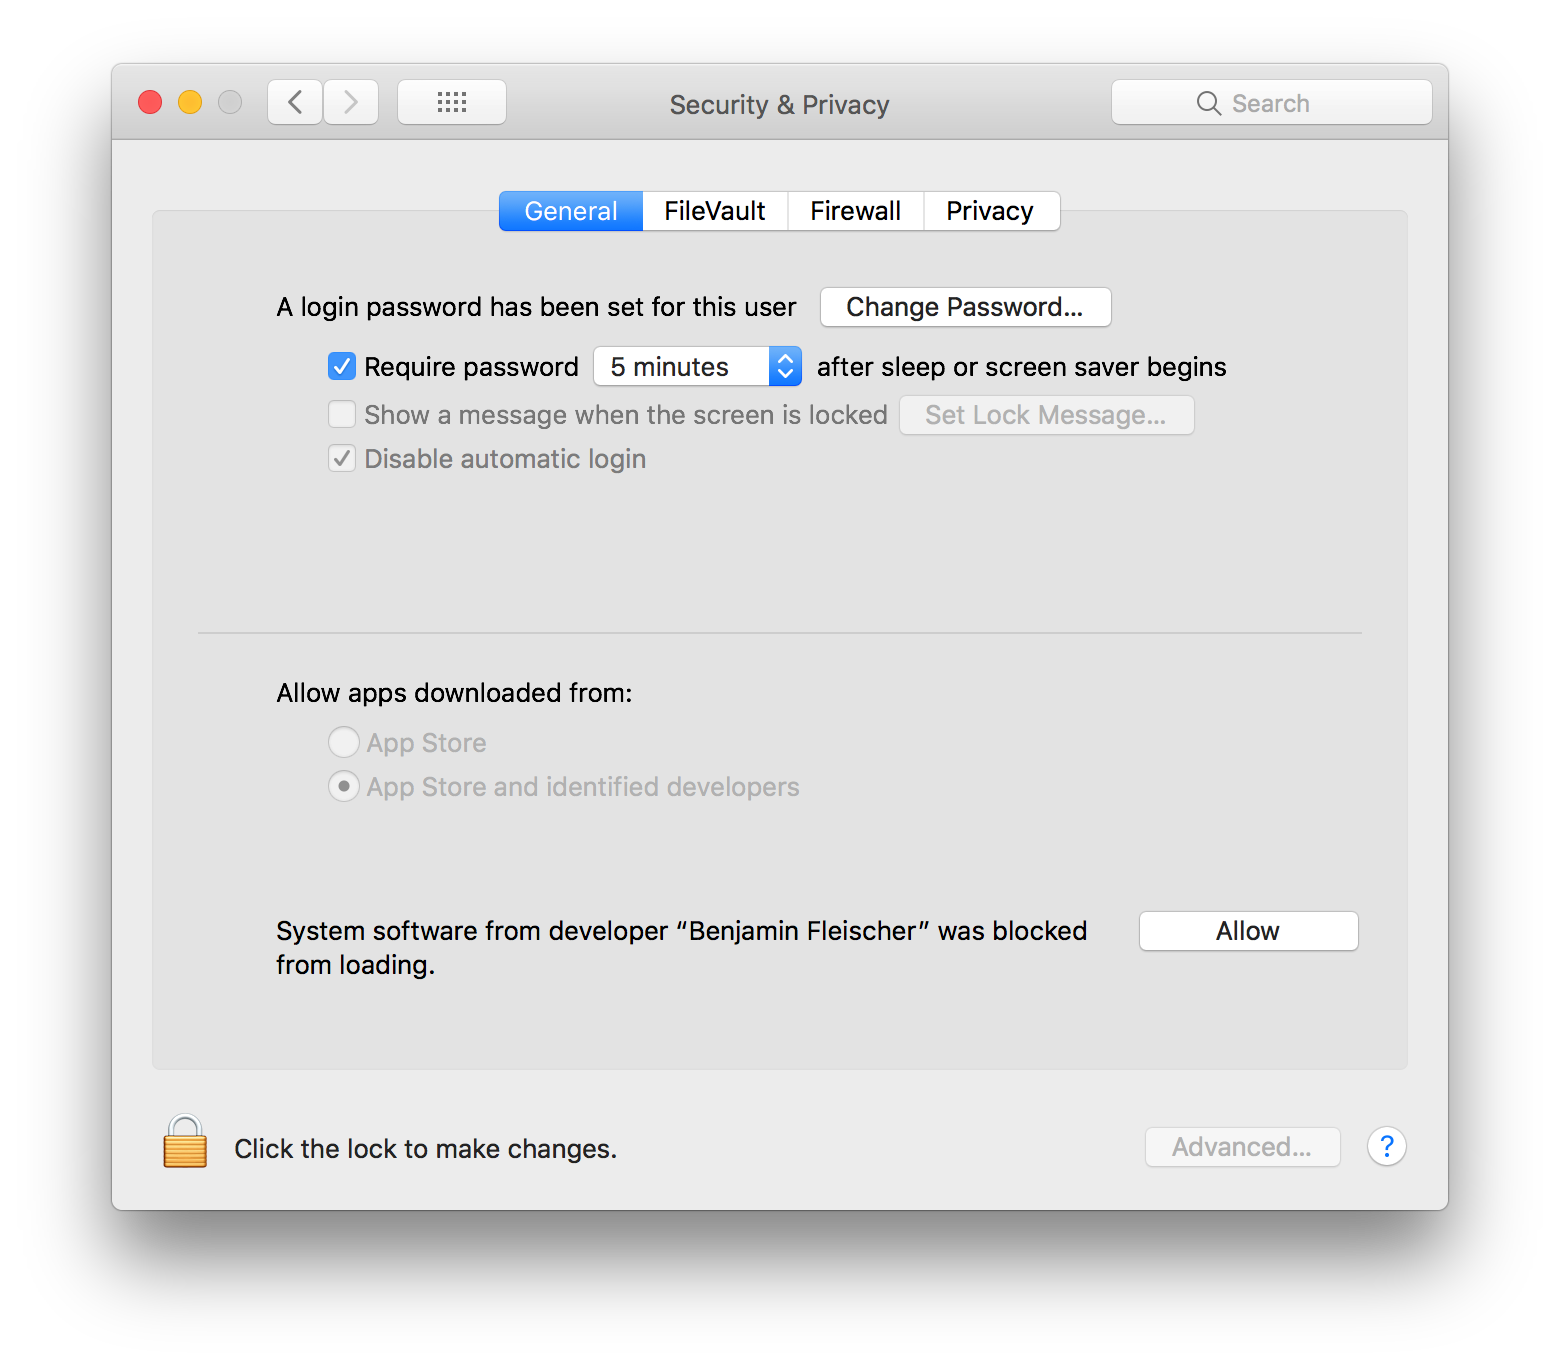 Security & Privacy
Search
General
FileVault
Firewall
Privacy
A login password has been set for this user
Change Password...
Require password
5 minutes
after sleep or screen saver begins
Show a message when the screen is locked
Set Lock Message...
Disable automatic login
Allow apps downloaded from:
App Store
App Store and identified developers
System software from developer “Benjamin Fleischer” was blocked
from loading.
Allow
Click the lock to make changes.
Advanced...
?